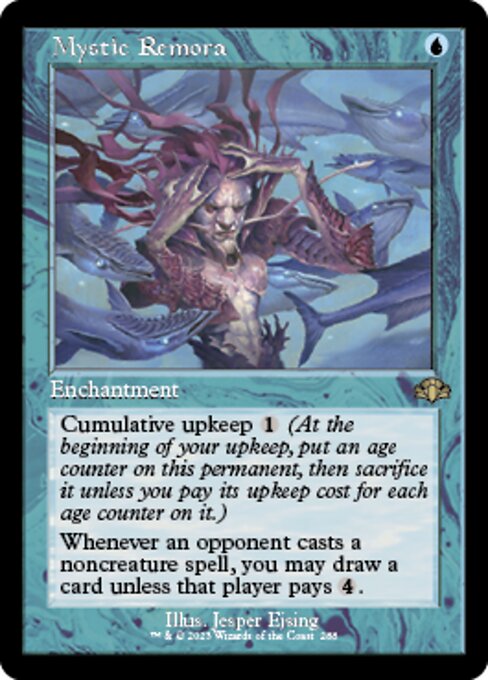 Mystic Remora
Enchantment
Cumulative upkeep 1 (At the
beginning of your upkeep, put an age
counter on this permanent, then sacrifice
it unless you pay its upkeep cost for each
age counter on it.)
Whenever an opponent casts a
noncreature spell, you may draw a
card unless that player pays 4.
Illus. Jesper Ejsing
™ & © 2023 Wizards of the Coast 268